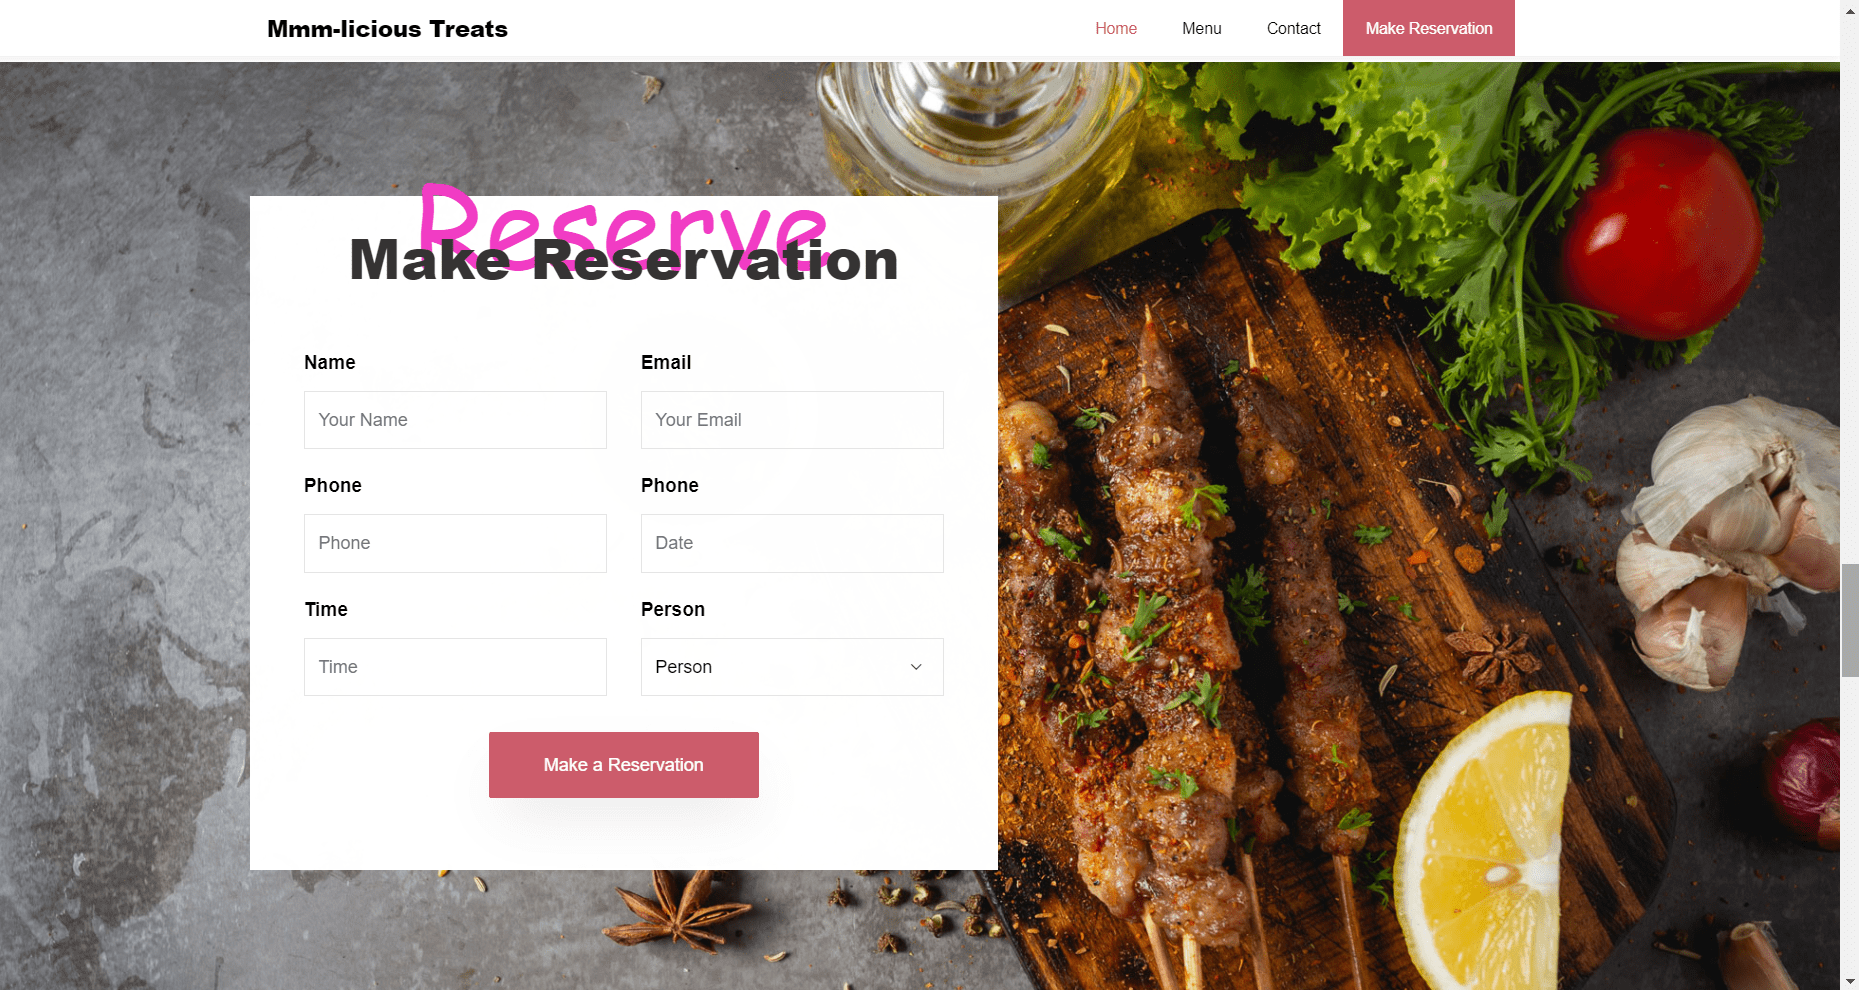 Mmm-licious Treats
Home Menu Contact Make Reservation
Reserve
Make Reservation
Name Email
Your Name Your Email
Phone Phone
Phone Date
Time Person
Time Person
Make a Reservation